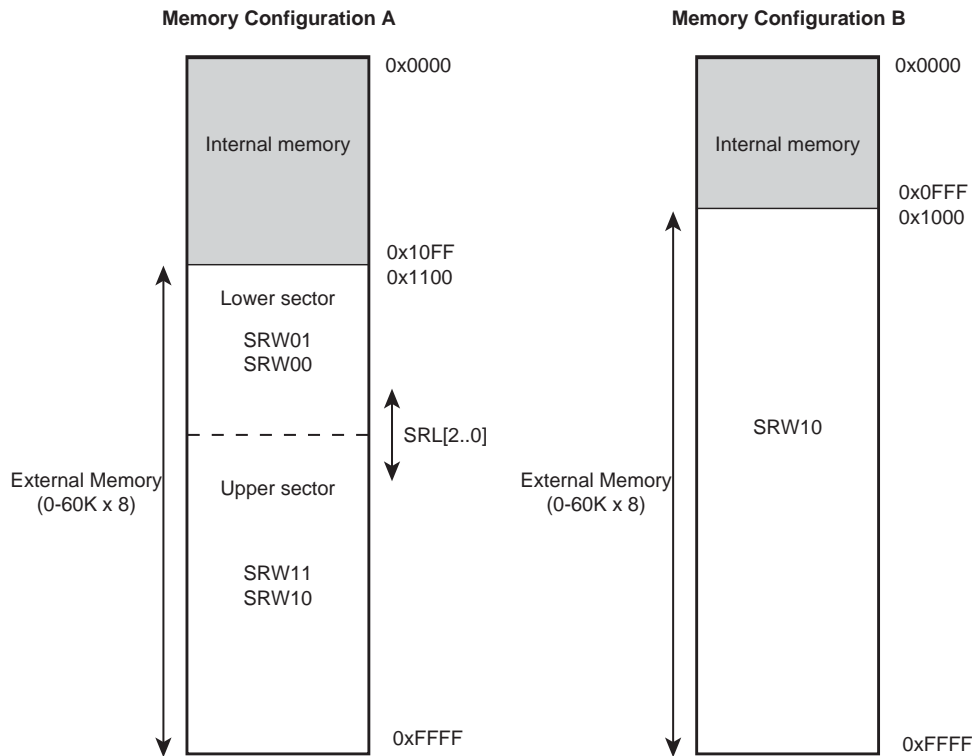 Memory Configuration A
0x0000
Internal memory
0x10FF
0x1100
Lower sector
SRW01
SRW00
SRL[2..0]
External Memory
(0-60K x 8)
Upper sector
SRW11
SRW10
0xFFFF
Memory Configuration B
0x0000
Internal memory
0x0FFF
0x1000
SRW10
External Memory
(0-60K x 8)
0xFFFF